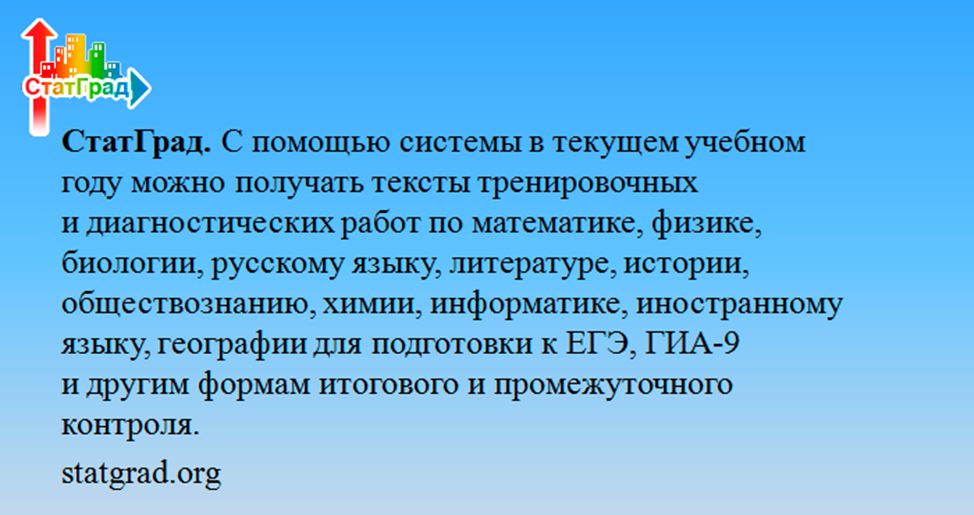 СтатГрад
СтатГрад. С помощью системы в текущем учебном
году можно получать тексты тренировочных
и диагностических работ по математике, физике,
биологии, русскому языку, литературе, истории,
обществознанию, химии, информатике, иностранному
языку, географии для подготовки к ЕГЭ, ГИА-9
и другим формам итогового и промежуточного
контроля.
statgrad.org